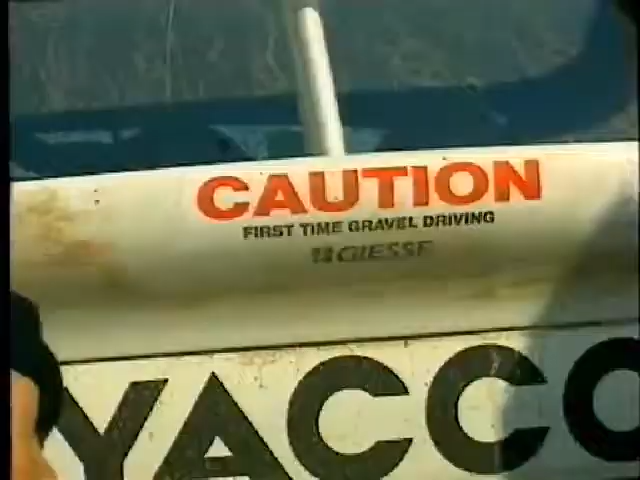 CAUTION
FIRST TIME GRAVEL DRIVING
GIESSE
YACCO